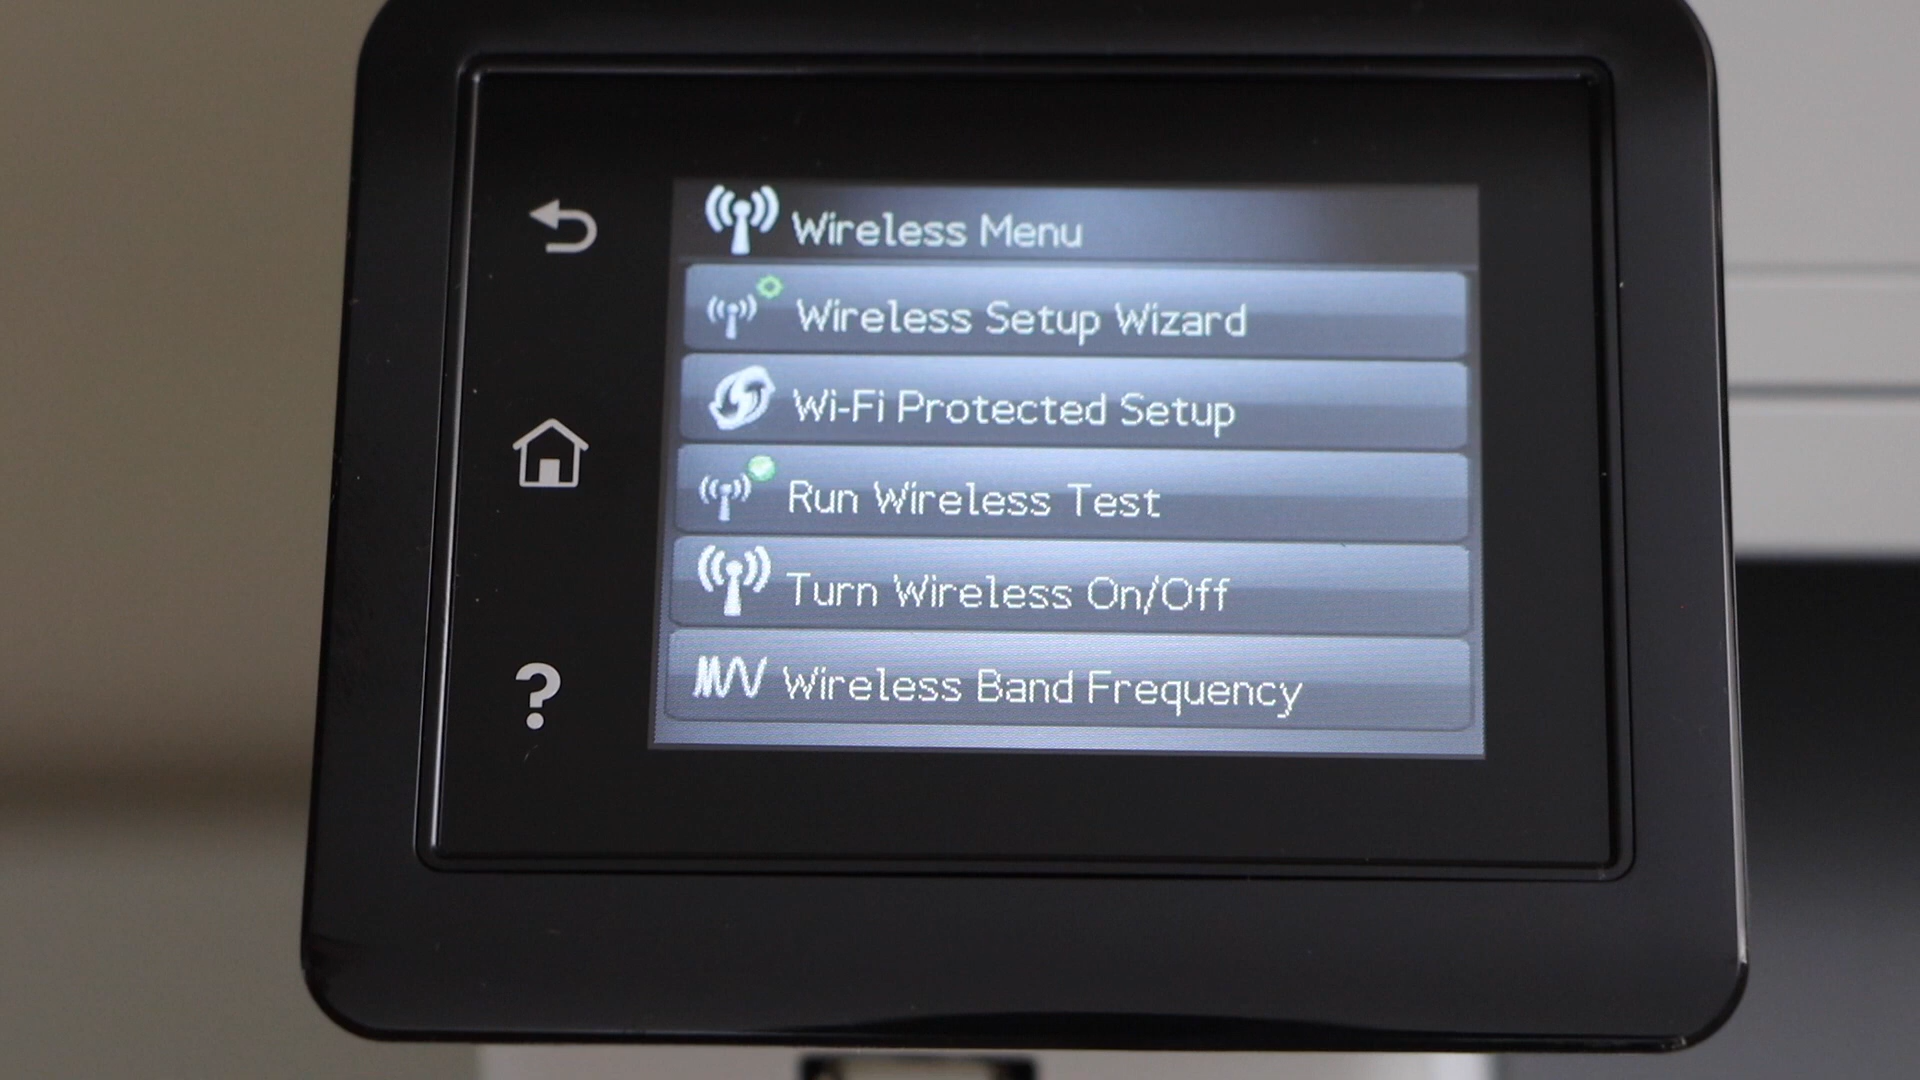 Wireless Menu
Wireless Setup Wizard
Wi-Fi Protected Setup
Run Wireless Test
Turn Wireless On/Off
Wireless Band Frequency
?